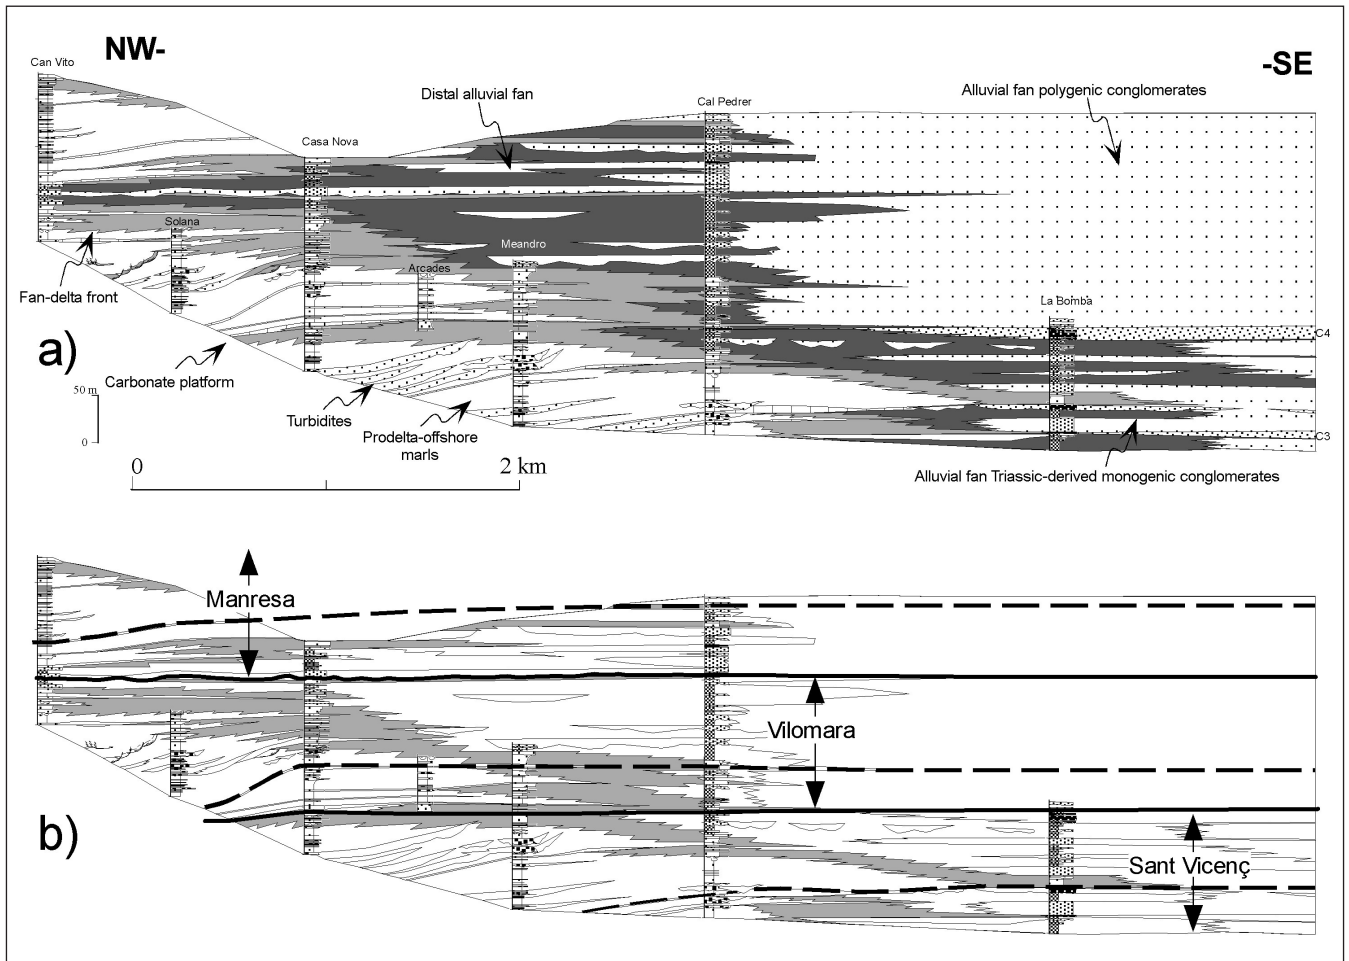 NW-
-SE
Can Vito
Distal alluvial fan
Cal Pedrer
Alluvial fan polygenic conglomerates
Casa Nova
Solana
Meandro
Arcades
Fan-delta front
La Bomba
C4
a)
Carbonate platform
50 m
0
Turbidites
Prodelta-offshore
marls
C3
0
2 km
Alluvial fan Triassic-derived monogenic conglomerates
Manresa
Vilomara
b)
Sant Vicenç